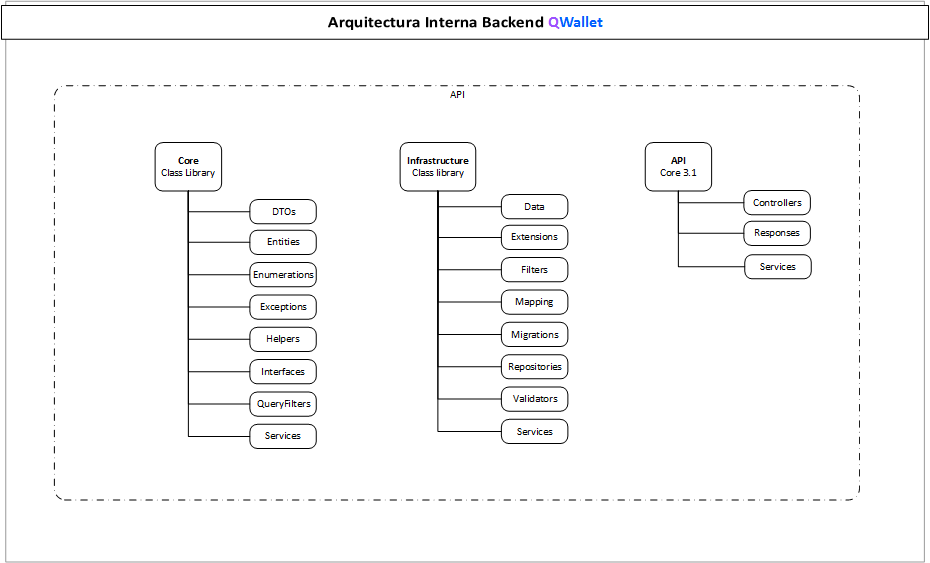 Arquitectura Interna Backend QWallet
API
Core
Class Library
DTOs
Entities
Enumerations
Exceptions
Helpers
Interfaces
QueryFilters
Services
Infrastructure
Class library
Data
Extensions
Filters
Mapping
Migrations
Repositories
Validators
Services
API
Core 3.1
Controllers
Responses
Services